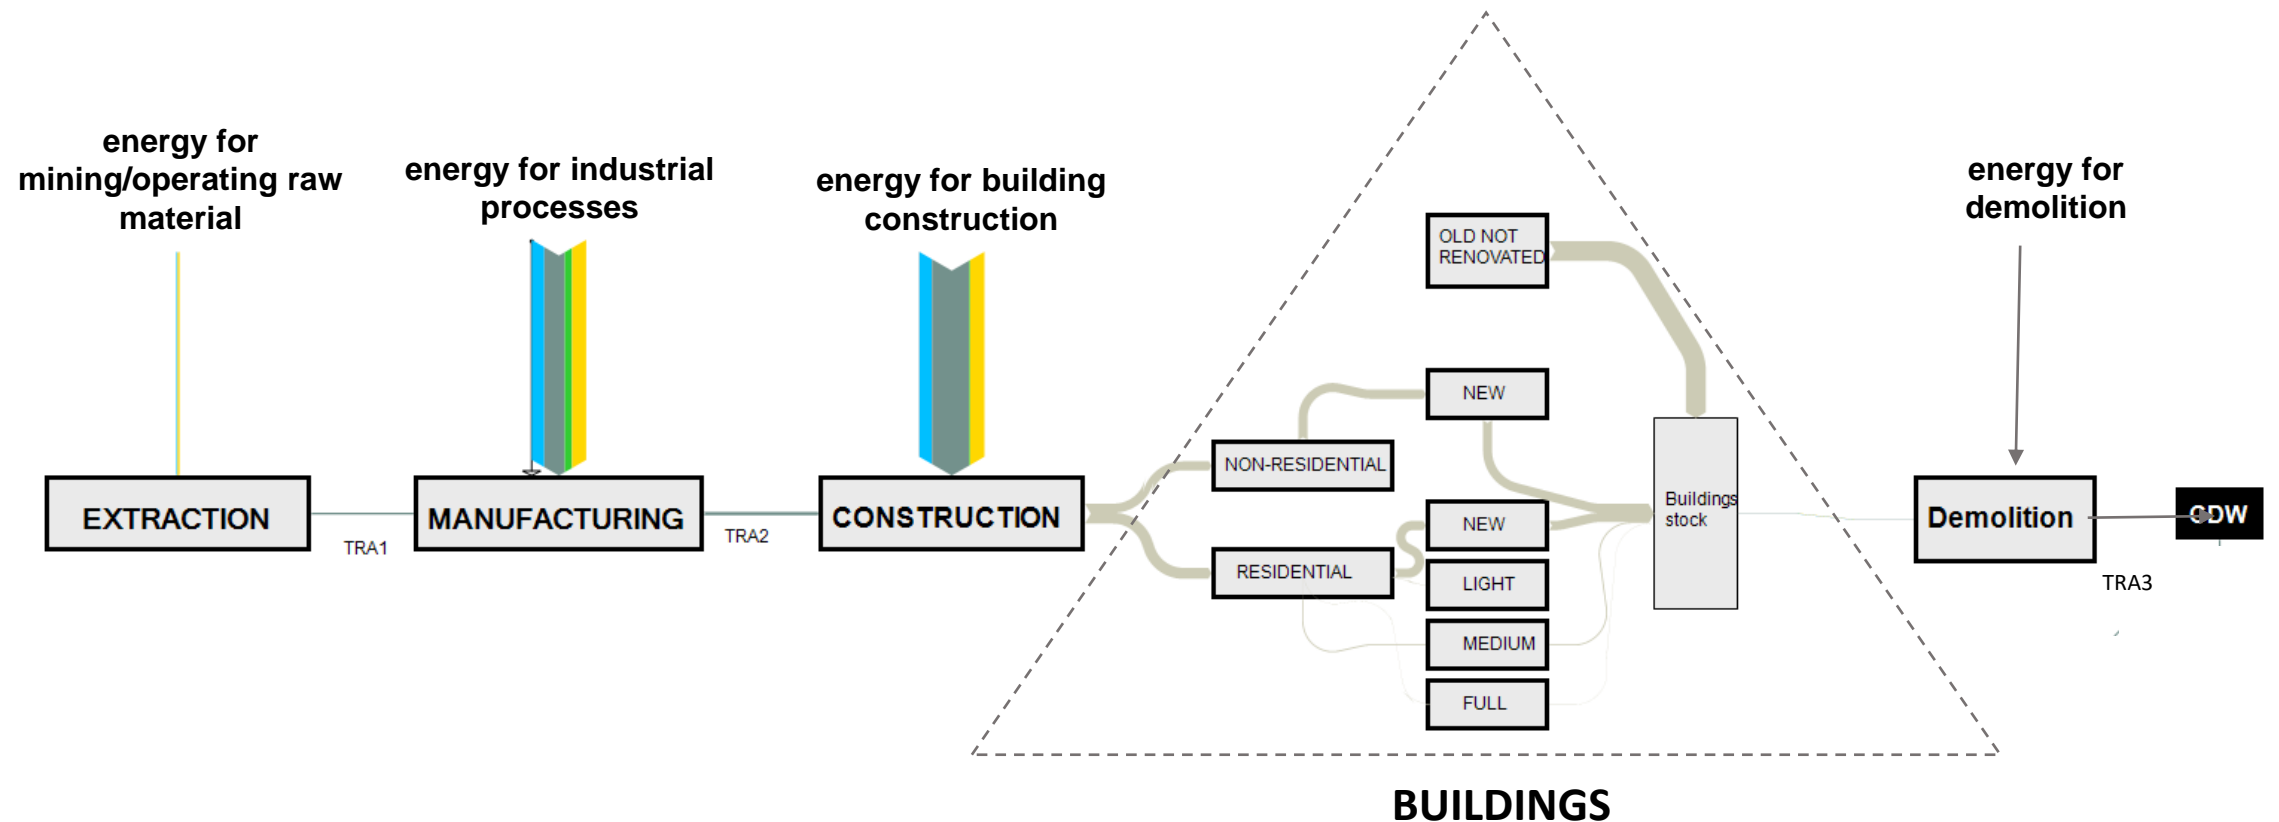 energy for
mining/operating raw
material
energy for industrial
processes
energy for building
construction
energy for
demolition
OLD NOT
RENOVATED
NEW
NON-RESIDENTIAL
EXTRACTION
TRA1
MANUFACTURING
TRA2
CONSTRUCTION
NEW
RESIDENTIAL
LIGHT
MEDIUM
FULL
Buildings
stock
Demolition
CDW
TRA3
BUILDINGS